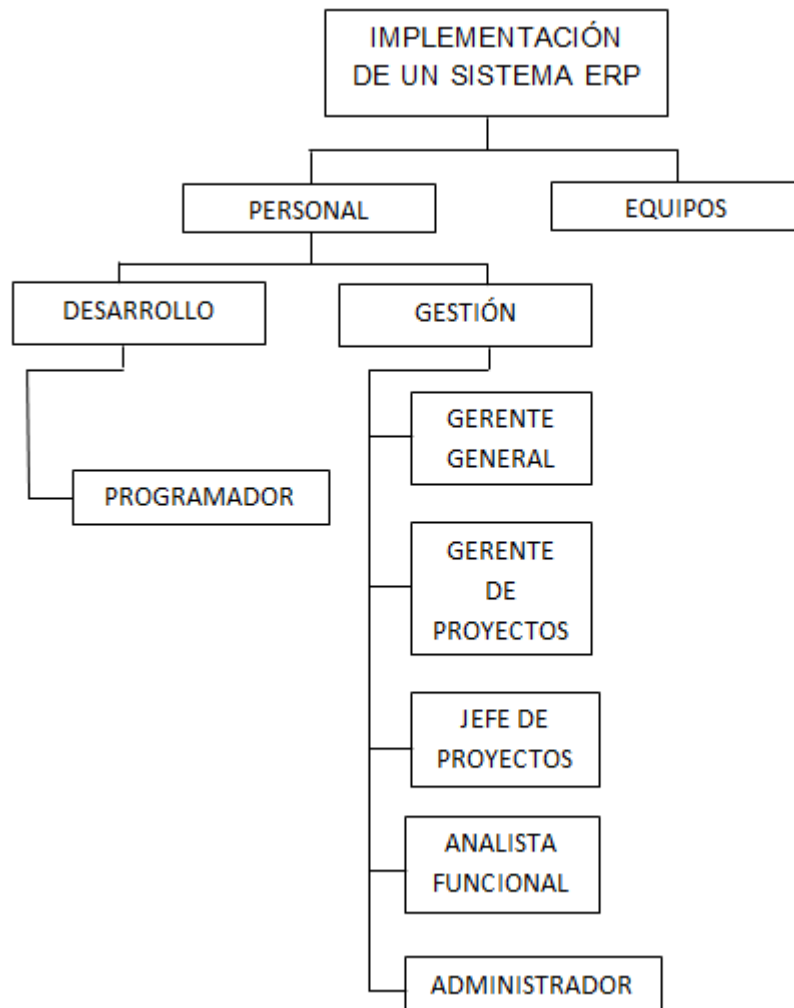 IMPLEMENTACIÓN
DE UN SISTEMA ERP
PERSONAL
EQUIPOS
DESARROLLO
GESTIÓN
GERENTE
GENERAL
PROGRAMADOR
GERENTE
DE
PROYECTOS
JEFE DE
PROYECTOS
ANALISTA
FUNCIONAL
ADMINISTRADOR